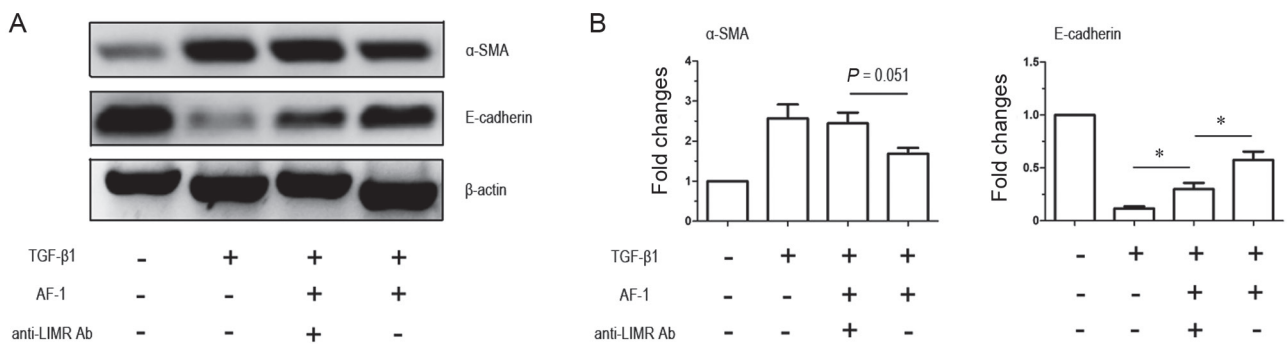 A
α-SMA
E-cadherin
β-actin
TGF-β1 - + + +
AF-1 - - + +
anti-LIMR Ab - - + -
B
α-SMA
Fold changes
4
3
2
1
0
P = 0.051
TGF-β1 - + + +
AF-1 - - + +
anti-LIMR Ab - - + -
E-cadherin
Fold changes
1.5
1.0
0.5
0.0
*
*
- + + +
- - + +
- - + -